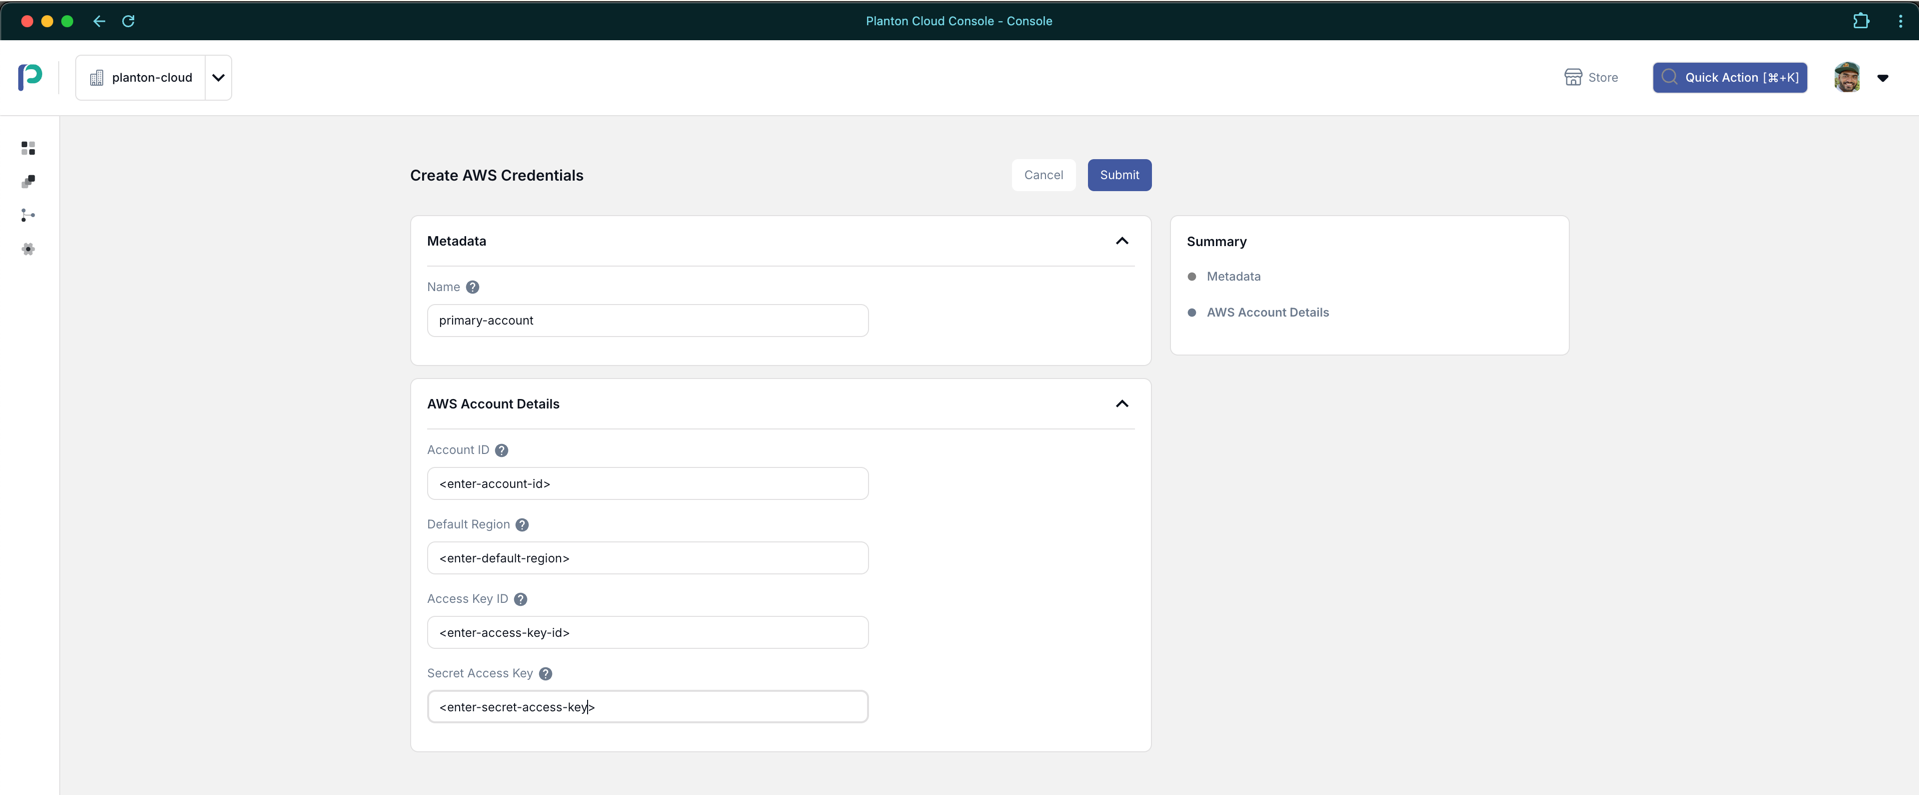 Planton Cloud Console - Console
planton-cloud
Store
Quick Action [⌘+K]
Create AWS Credentials
Cancel
Submit
Metadata
Name
primary-account
AWS Account Details
Account ID
<enter-account-id>
Default Region
<enter-default-region>
Access Key ID
<enter-access-key-id>
Secret Access Key
<enter-secret-access-key>
Summary
Metadata
AWS Account Details